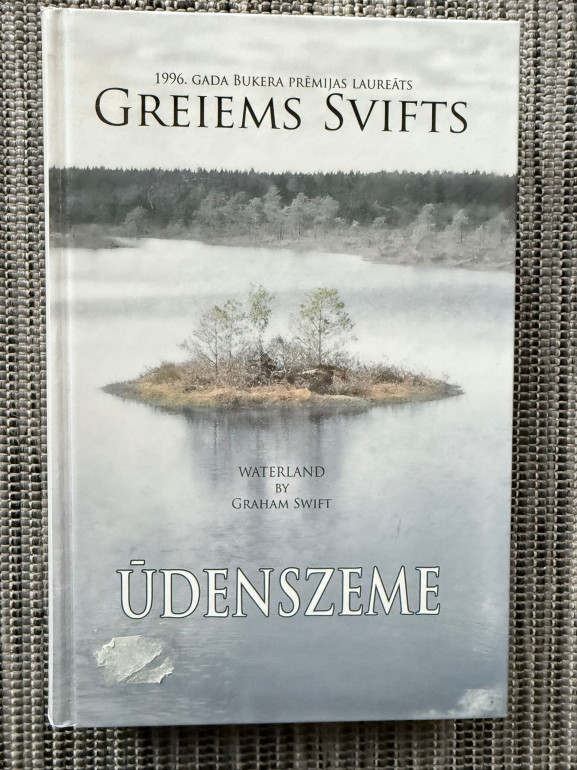 1996. gada Bukera prēmijas laureāts
Greiems Svifts
Waterland
by
Graham Swift
ŪDENSZEME